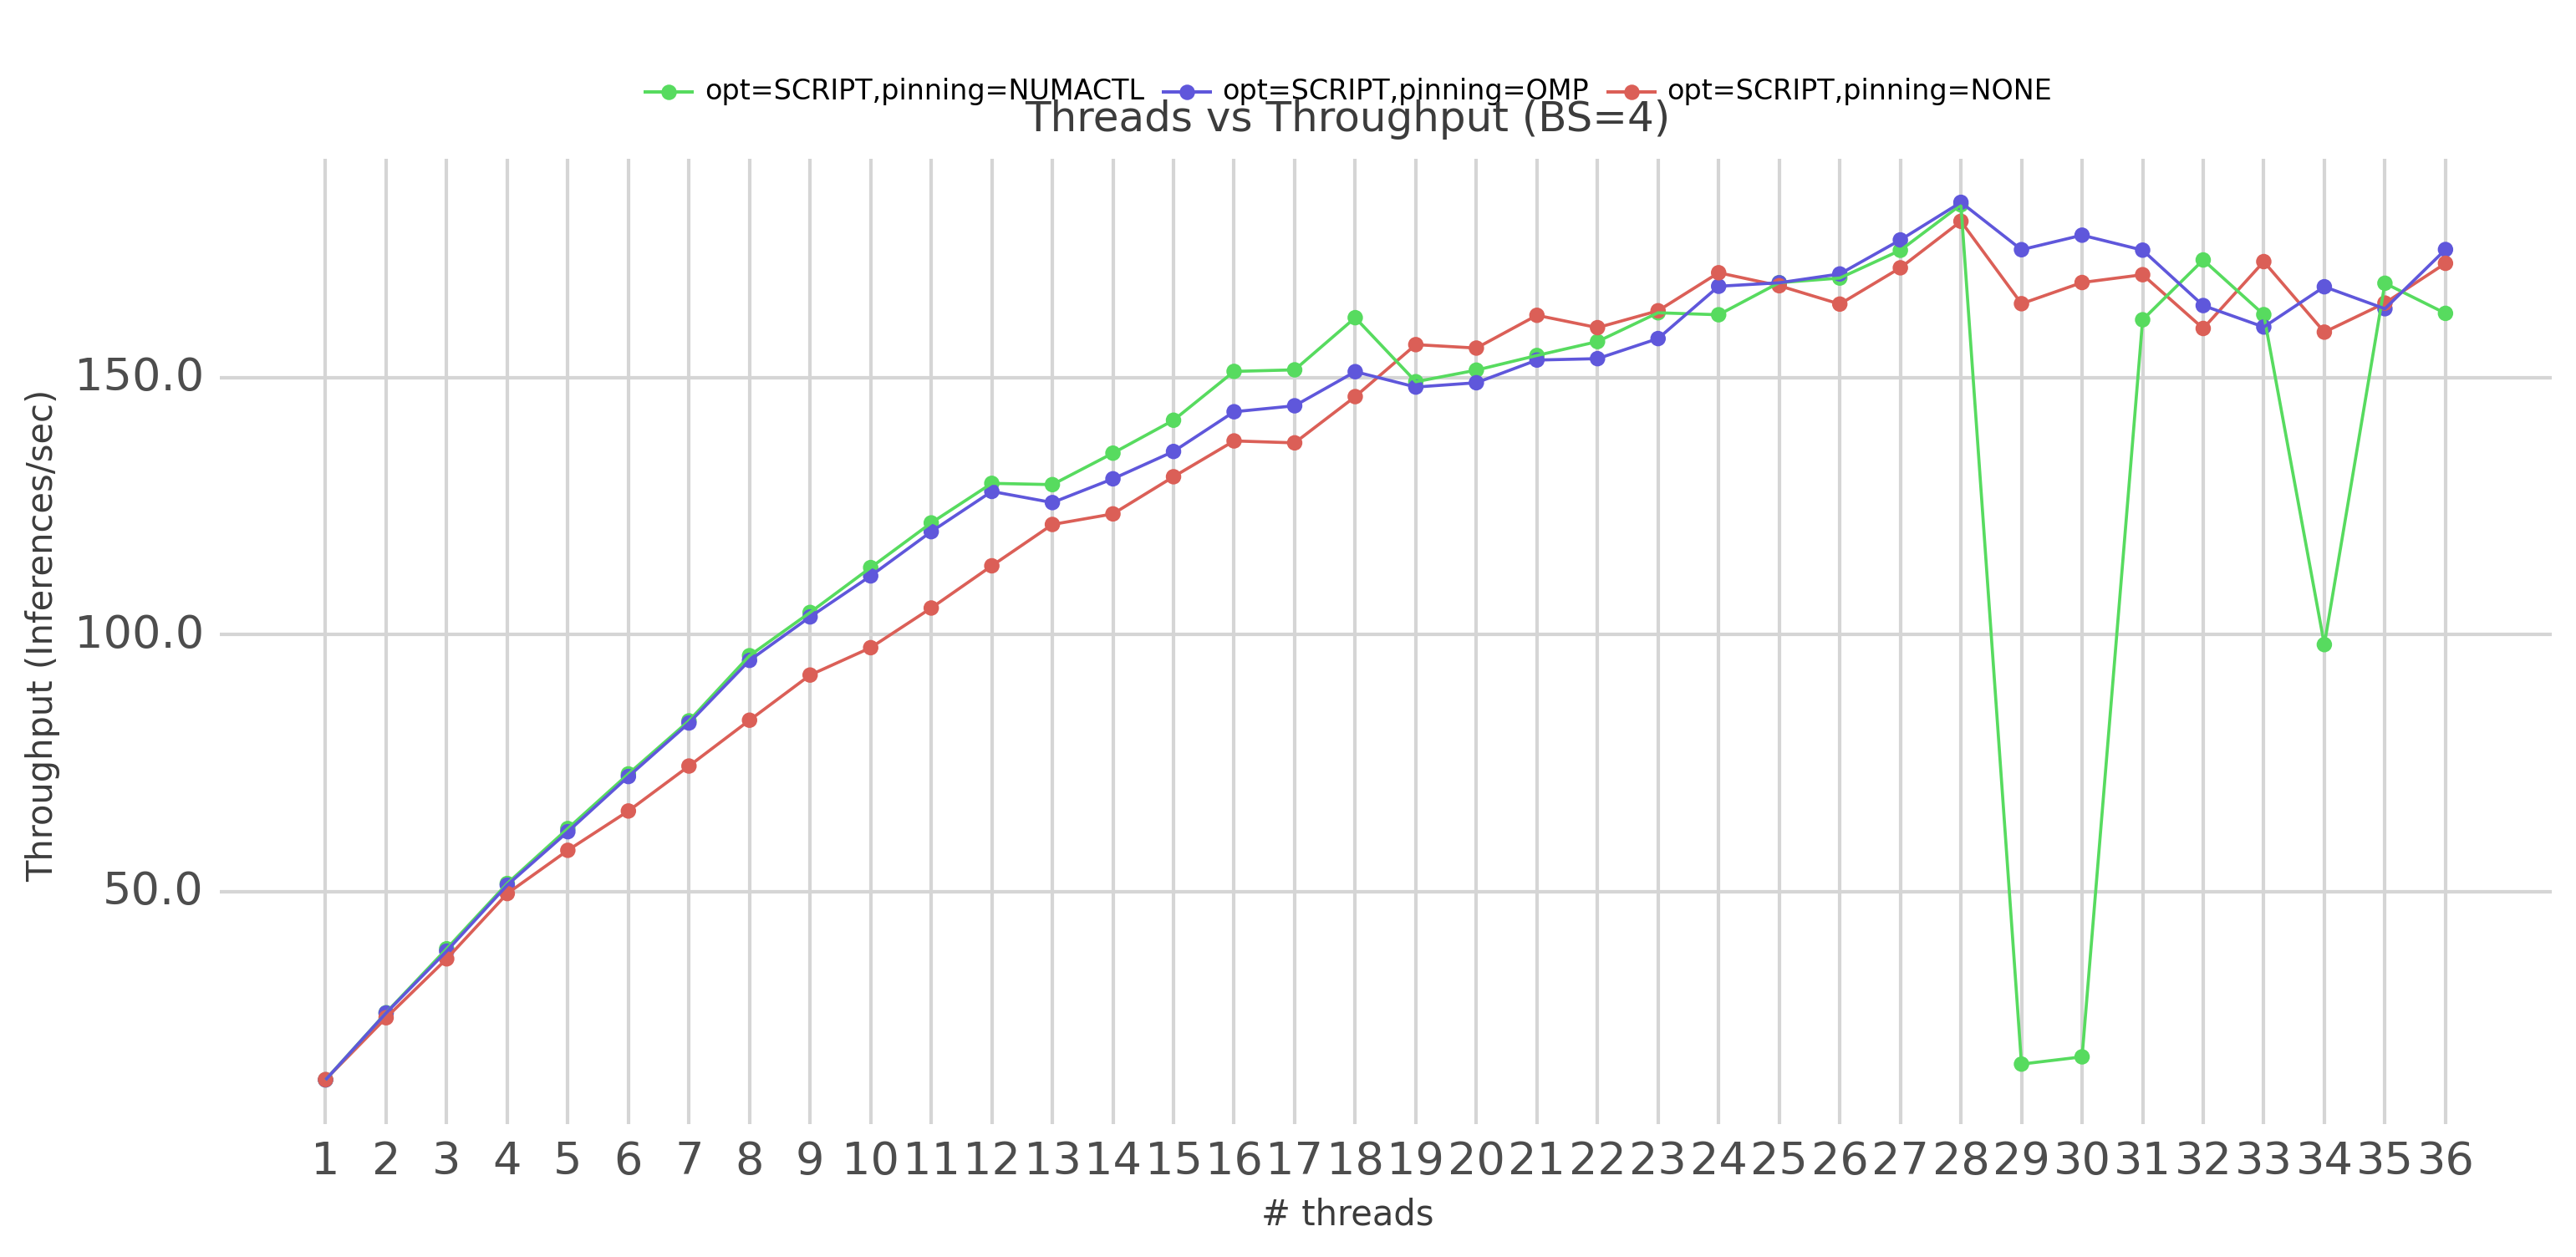 opt=SCRIPT,pinning=NUMACTL opt=SCRIPT,pinning=OMP opt=SCRIPT,pinning=NONE
Threads vs Throughput (BS=4)
Throughput (Inferences/sec)
150.0
100.0
50.0
1 2 3 4 5 6 7 8 9 10 11 12 13 14 15 16 17 18 19 20 21 22 23 24 25 26 27 28 29 30 31 32 33 34 35 36
# threads